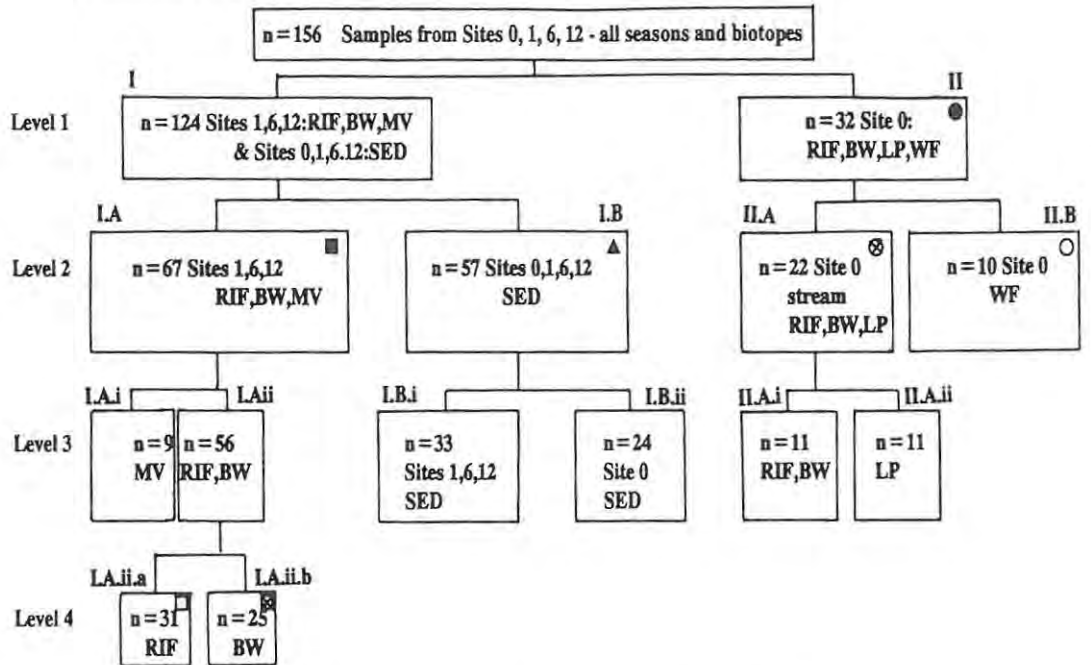 n=156 Samples from Sites 0, 1, 6, 12 - all seasons and biotopes
I
II
Level 1
n=124 Sites 1,6,12:RIF,BW,MV
& Sites 0,1,6.12:SED
n=32 Site 0:
RIF,BW,LP,WF
I.A
I.B
II.A
II.B
Level 2
n=67 Sites 1,6,12
RIF,BW,MV
n=57 Sites 0,1,6,12
SED
n=22 Site 0
stream
RIF,BW,LP
n=10 Site 0
WF
I.A.i
I.Aii
I.B.i
I.B.ii
II.A.i
II.A.ii
Level 3
n=9
MV
n=56
RIF,BW
n=33
Sites 1,6,12
SED
n=24
Site 0
SED
n=11
RIF,BW
n=11
LP
I.A.ii.a
I.A.ii.b
Level 4
n=31
RIF
n=25
BW